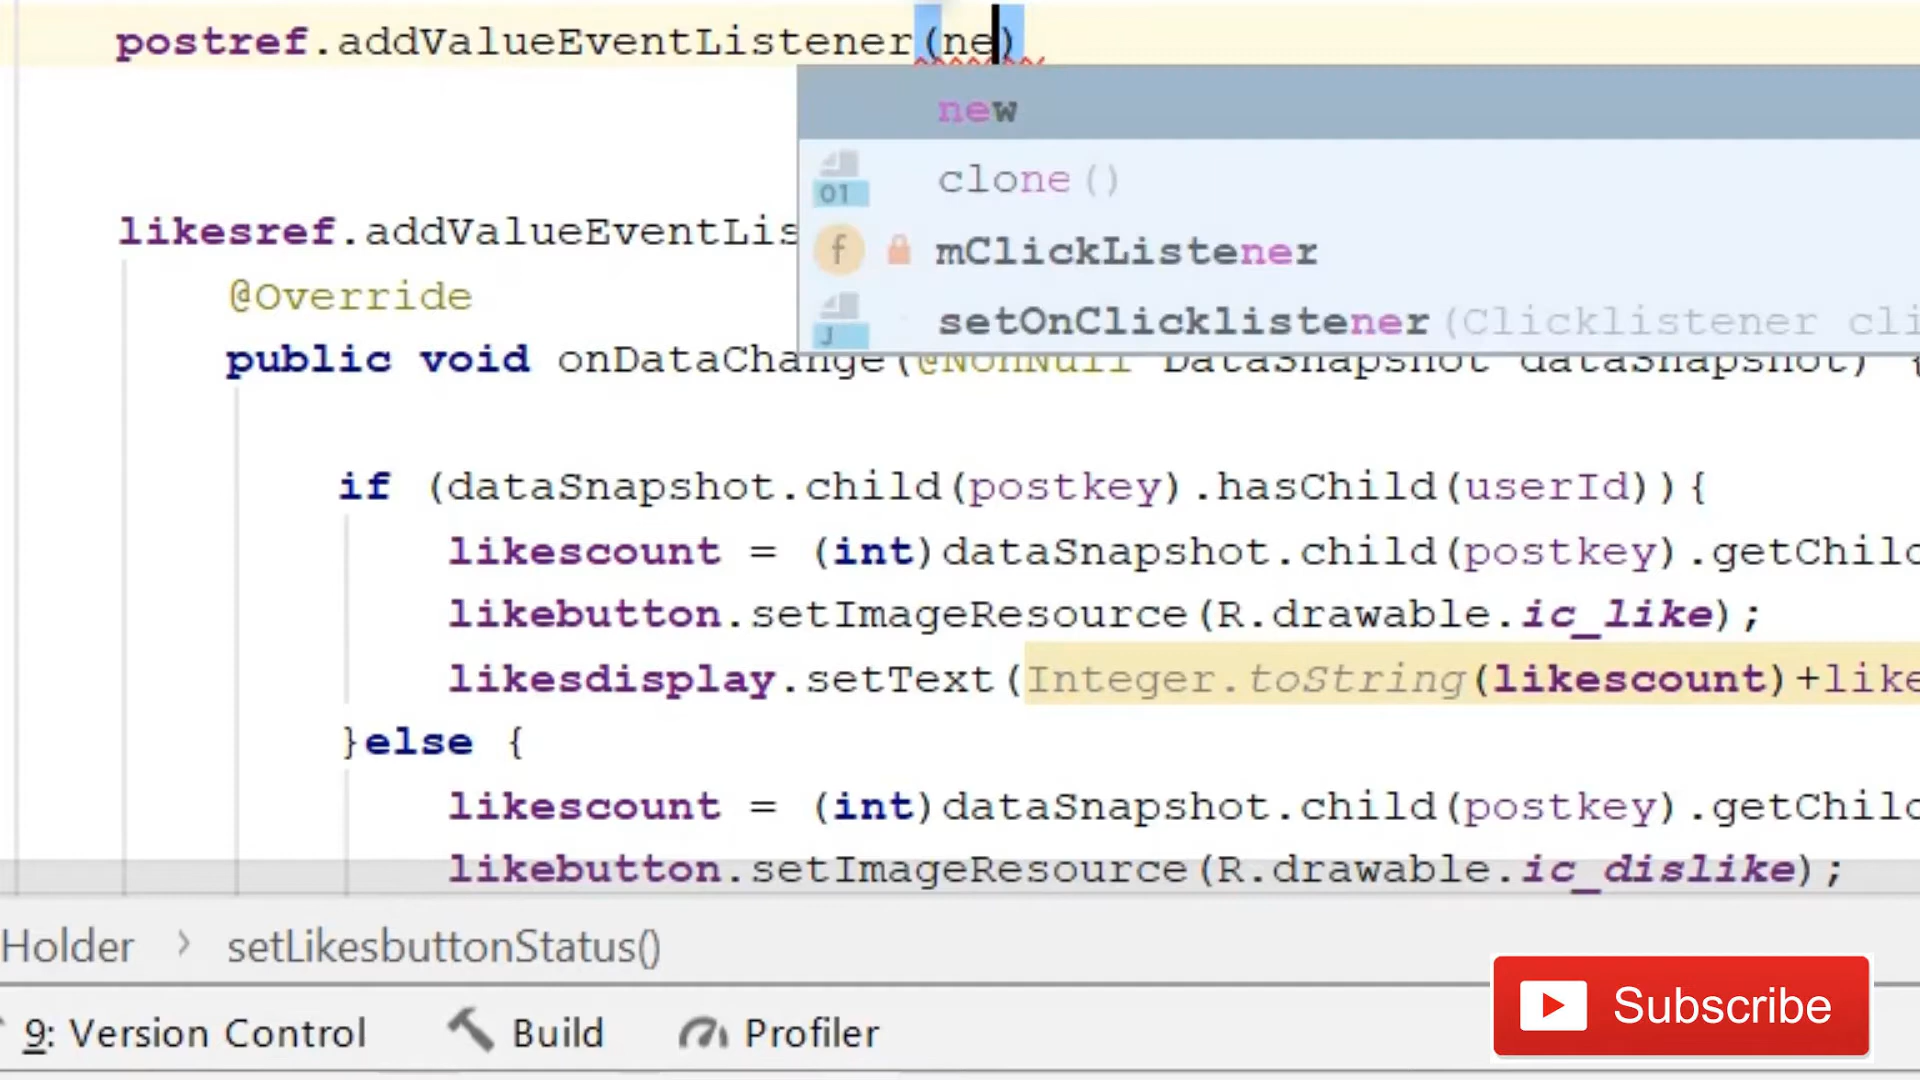 postref.addValueEventListener(ne)
new
clone()
mClickListener
setOnClicklistener(Clicklistener cli
likesref.addValueEventLis
@Override
public void onDataChange(@NonNull DataSnapshot dataSnapshot) {
if (dataSnapshot.child(postkey).hasChild(userId)){
likescount = (int)dataSnapshot.child(postkey).getChild
likebutton.setImageResource(R.drawable.ic_like);
likesdisplay.setText(Integer.toString(likescount)+like
}else {
likescount = (int)dataSnapshot.child(postkey).getChild
likebutton.setImageResource(R.drawable.ic_dislike);
Holder > setLikesbuttonStatus()
9: Version Control Build Profiler
Subscribe